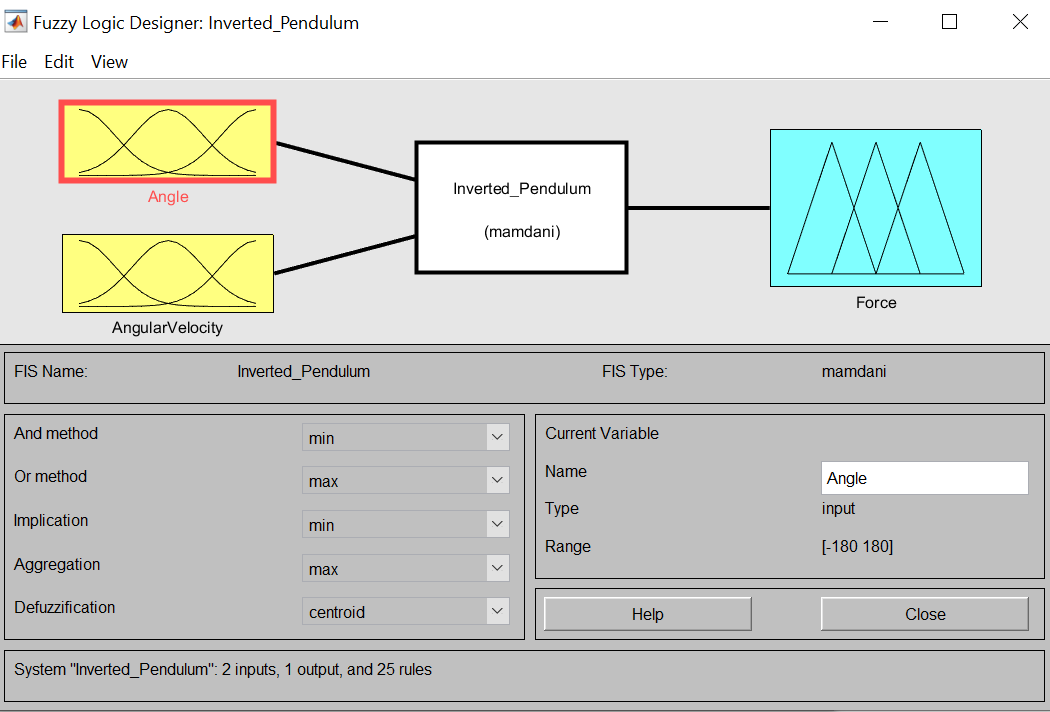 Fuzzy Logic Designer: Inverted_Pendulum
File Edit View
Angle
AngularVelocity
Inverted_Pendulum
(mamdani)
Force
FIS Name: Inverted_Pendulum FIS Type: mamdani
And method min
Or method max
Implication min
Aggregation max
Defuzzification centroid
Current Variable
Name Angle
Type input
Range [-180 180]
Help Close
System "Inverted_Pendulum": 2 inputs, 1 output, and 25 rules